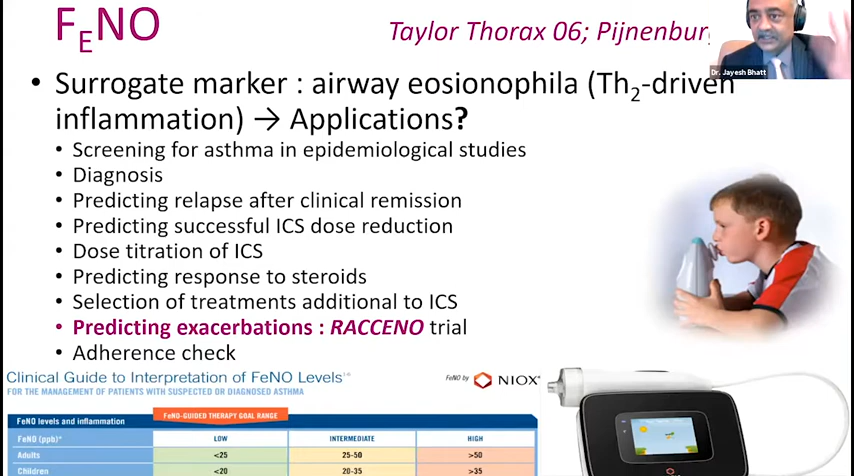 FENO
Taylor Thorax 06; Pijnenburg
Dr. Jayesh Bhatt
• Surrogate marker : airway eosionophila (Th2-driven
inflammation) → Applications?
• Screening for asthma in epidemiological studies
• Diagnosis
• Predicting relapse after clinical remission
• Predicting successful ICS dose reduction
• Dose titration of ICS
• Predicting response to steroids
• Selection of treatments additional to ICS
• Predicting exacerbations : RACCENO trial
• Adherence check
Clinical Guide to Interpretation of FeNO Levels
FOR THE MANAGEMENT OF PATIENTS WITH SUSPECTED OR DIAGNOSED ASTHMA
FeNO by NIOX
FeNO levels and inflammation
FeNO-GUIDED THERAPY GOAL RANGE
FeNO (ppb)* LOW INTERMEDIATE HIGH
Adults <25 25-50 >50
Children <20 20-35 >35